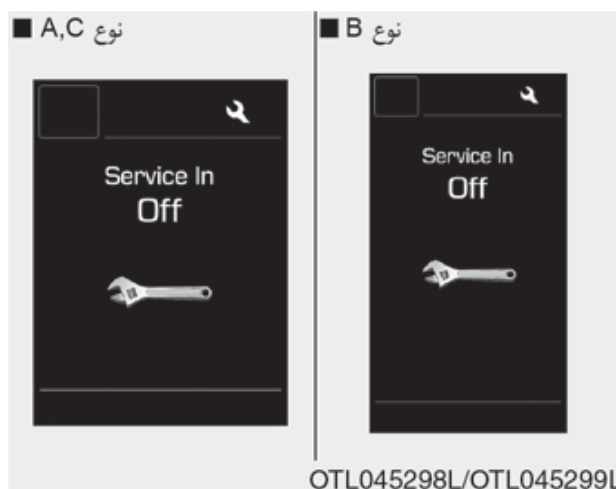 ■ نوع A,C
■ نوع B
Service In
Off
Service In
Off
OTL045298L/OTL045299L